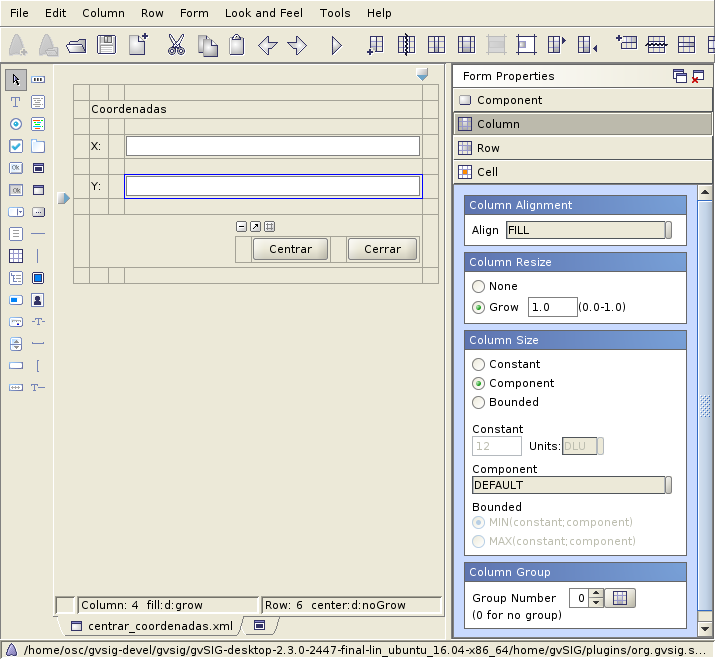 File Edit Column Row Form Look and Feel Tools Help
Form Properties
Component
Column
Row
Cell
Coordenadas
X:
Y:
Centrar Cerrar
Column Alignment
Align FILL
Column Resize
None
Grow 1.0 (0.0-1.0)
Column Size
Constant
Component
Bounded
Constant
12 Units: DLU
Component
DEFAULT
Bounded
MIN(constant;component)
MAX(constant;component)
Column Group
Group Number 0
(0 for no group)
Column: 4 fill:d:grow Row: 6 center:d:noGrow
centrar_coordenadas.xml
/home/osc/gvsig-devel/gvsig/gvSIG-desktop-2.3.0-2447-final-lin_ubuntu_16.04-x86_64/home/gvSIG/plugins/org.gvsig.s...